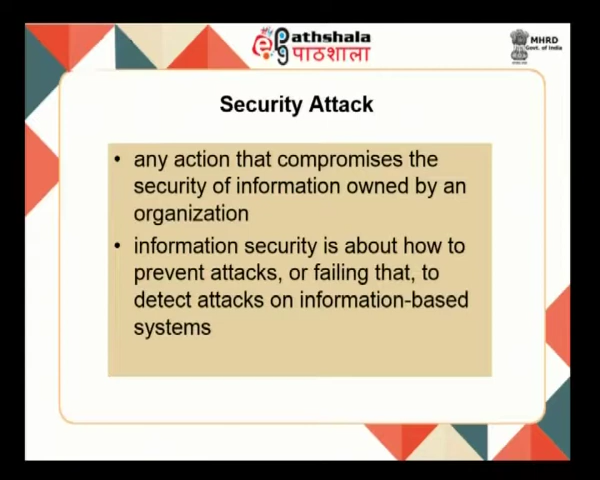 epgpathshala
पाठशाला
MHRD
Govt. of India
Security Attack
• any action that compromises the
security of information owned by an
organization
• information security is about how to
prevent attacks, or failing that, to
detect attacks on information-based
systems